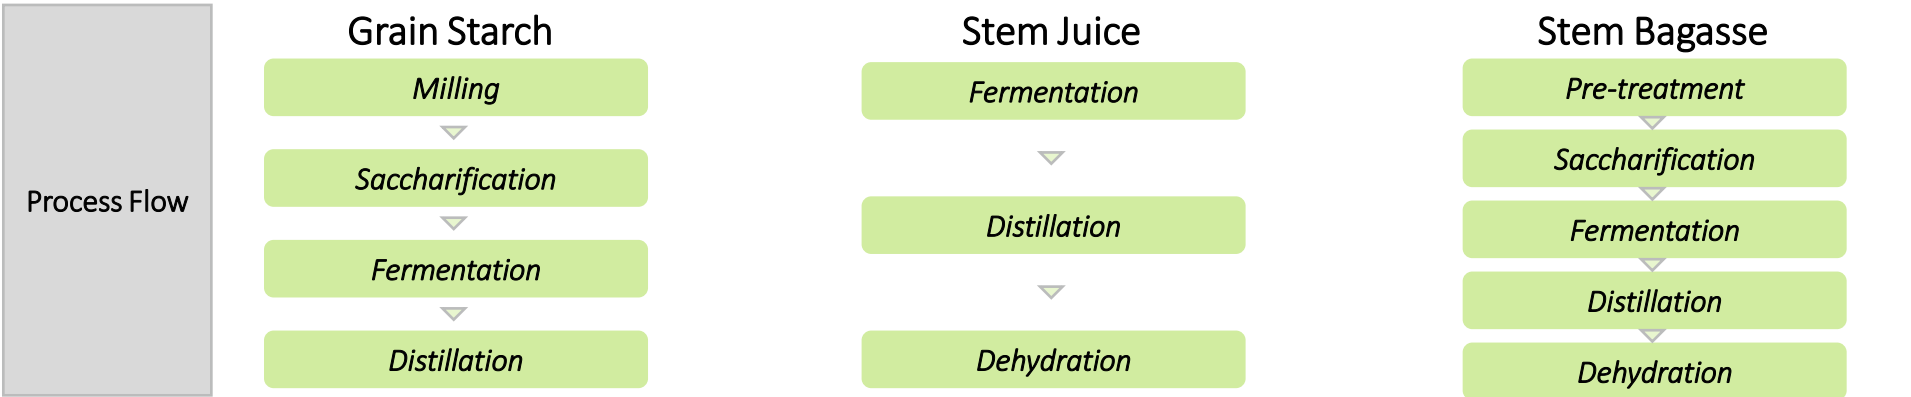 Process Flow
Grain Starch
Milling
Saccharification
Fermentation
Distillation
Stem Juice
Fermentation
Distillation
Dehydration
Stem Bagasse
Pre-treatment
Saccharification
Fermentation
Distillation
Dehydration